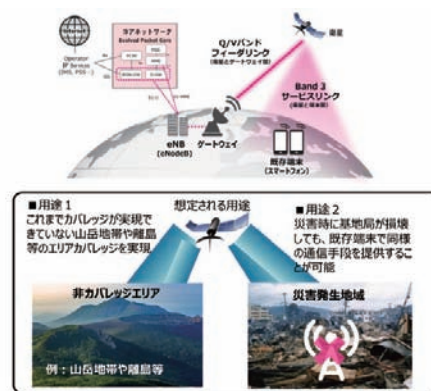 コアネットワーク
Evolved Packet Core
Internet
Operator
IP Services
(IMS, PSS…)
Q/Vバンド
フィーダリンク
(衛星とゲートウェイ間)
衛星
Band 3
サービスリンク
(衛星と端末間)
eNB
(eNodeB)
ゲートウェイ
既存端末
(スマートフォン)
想定される用途
■用途1
これまでカバレッジが実現で
きていない山岳地帯や離島
等のエリアカバレッジを実現
■用途2
災害時に基地局が損壊
しても、既存端末で同様
の通信手段を提供するこ
とが可能
非カバレッジエリア
例：山岳地帯や離島等
災害発生地域